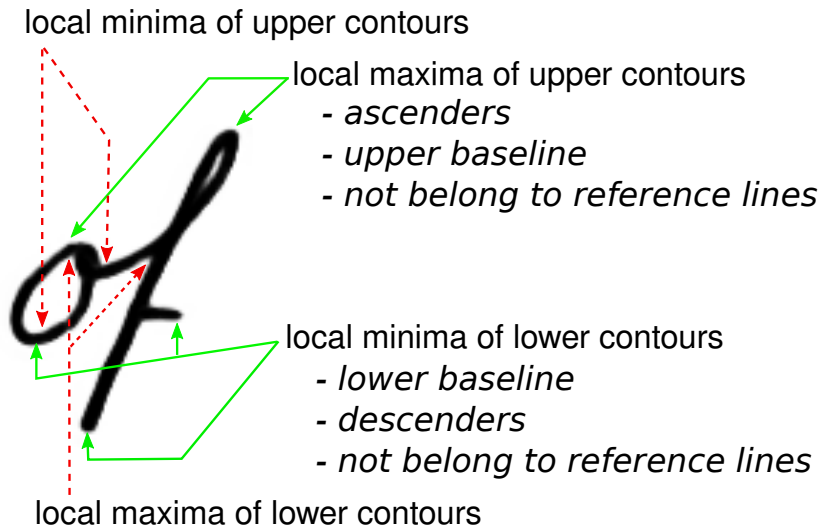 local minima of upper contours
local maxima of upper contours
- ascenders
- upper baseline
- not belong to reference lines
of
local minima of lower contours
- lower baseline
- descenders
- not belong to reference lines
local maxima of lower contours